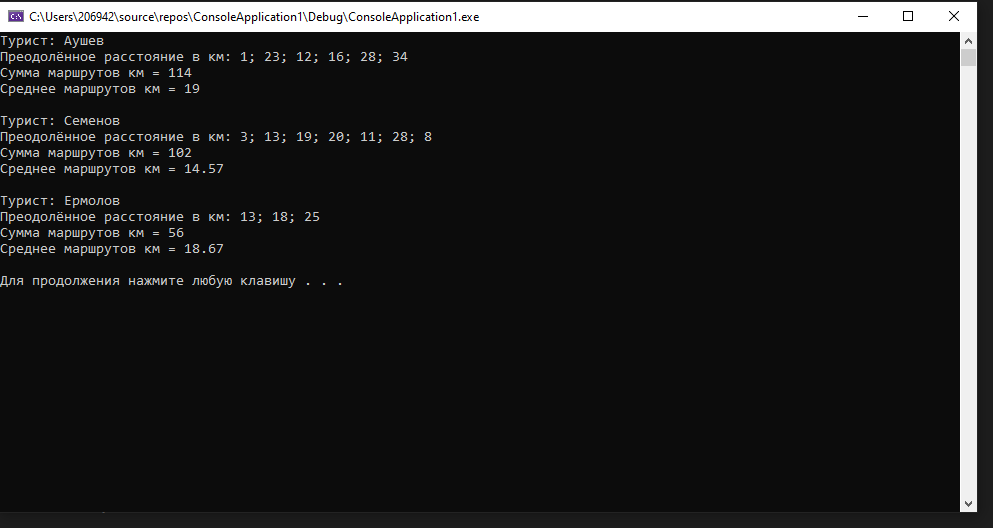 C:\Users\206942\source\repos\ConsoleApplication1\Debug\ConsoleApplication1.exe
Турист: Аушев
Преодолённое расстояние в км: 1; 23; 12; 16; 28; 34
Сумма маршрутов км = 114
Среднее маршрутов км = 19
Турист: Семенов
Преодолённое расстояние в км: 3; 13; 19; 20; 11; 28; 8
Сумма маршрутов км = 102
Среднее маршрутов км = 14.57
Турист: Ермолов
Преодолённое расстояние в км: 13; 18; 25
Сумма маршрутов км = 56
Среднее маршрутов км = 18.67
Для продолжения нажмите любую клавишу . . .